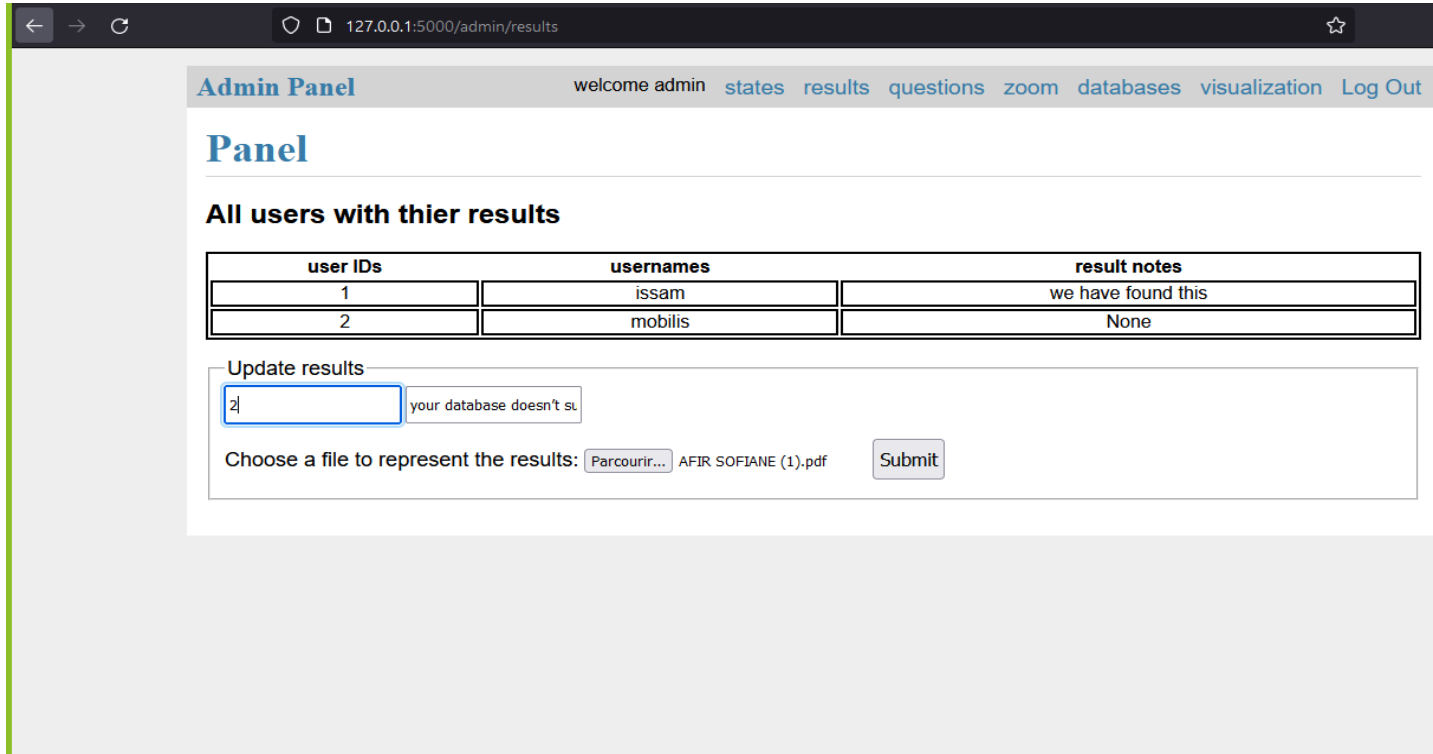 127.0.0.1:5000/admin/results
Admin Panel welcome admin states results questions zoom databases visualization Log Out
Panel
All users with thier results
user IDs usernames result notes
1 issam we have found this
2 mobilis None
Update results
2 your database doesn't su
Choose a file to represent the results: Parcourir... AFIR SOFIANE (1).pdf Submit